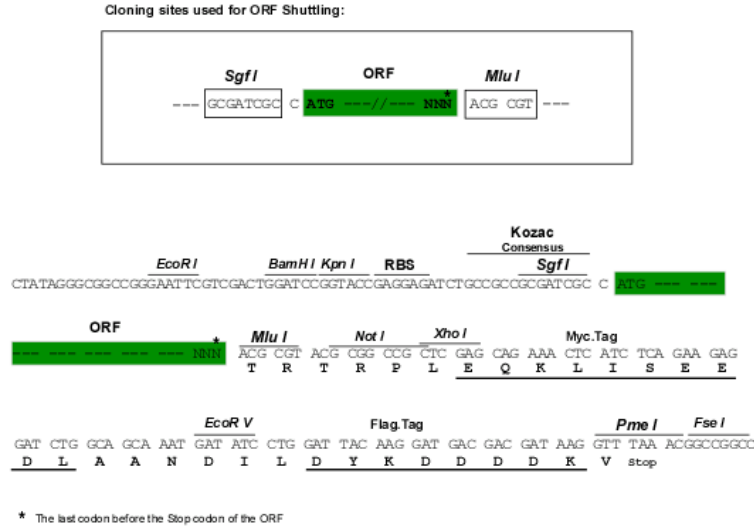 Cloning sites used for ORF Shuttling:
Sgf I ORF Mlu I
*
--- GCGATCGC C ATG ---//--- NNN ACG CGT ---
Kozac
Consensus
EcoR I BamH I Kpn I RBS Sgf I
CTATAGGGCGGCCGGGAATTCGTCGACTGGATCCGGTACCGAGGAGATCTGCCGCCGCGATCGC C ATG --- ---
ORF
* Mlu I Not I Xho I Myc.Tag
--- --- --- --- --- --- NNN ACG CGT ACG CGG CCG CTC GAG CAG AAA CTC ATC TCA GAA GAG
T R T R P L E Q K L I S E E
EcoR V Flag.Tag Pme I Fse I
GAT CTG GCA GCA AAT GAT ATC CTG GAT TAC AAG GAT GAC GAC GAT AAG GTT TAA ACGGCCGGCC
D L A A N D I L D Y K D D D D K V Stop
* The last codon before the Stop codon of the ORF